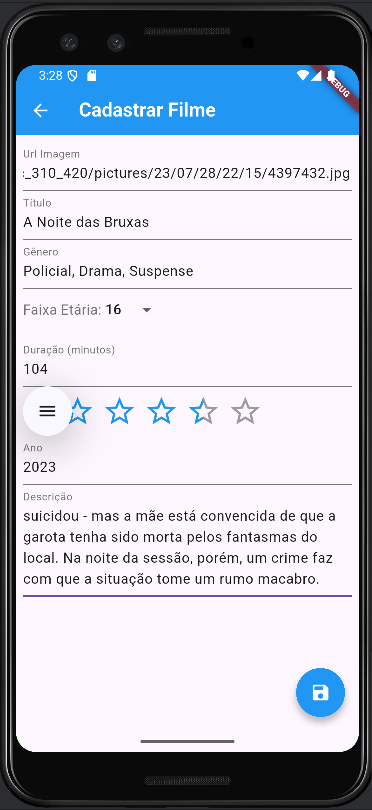 3:28
DEBUG
Cadastrar Filme
Url Imagem
:_310_420/pictures/23/07/28/22/15/4397432.jpg
Título
A Noite das Bruxas
Gênero
Policial, Drama, Suspense
Faixa Etária: 16
Duração (minutos)
104
Ano
2023
Descrição
suicidou - mas a mãe está convencida de que a
garota tenha sido morta pelos fantasmas do
local. Na noite da sessão, porém, um crime faz
com que a situação tome um rumo macabro.